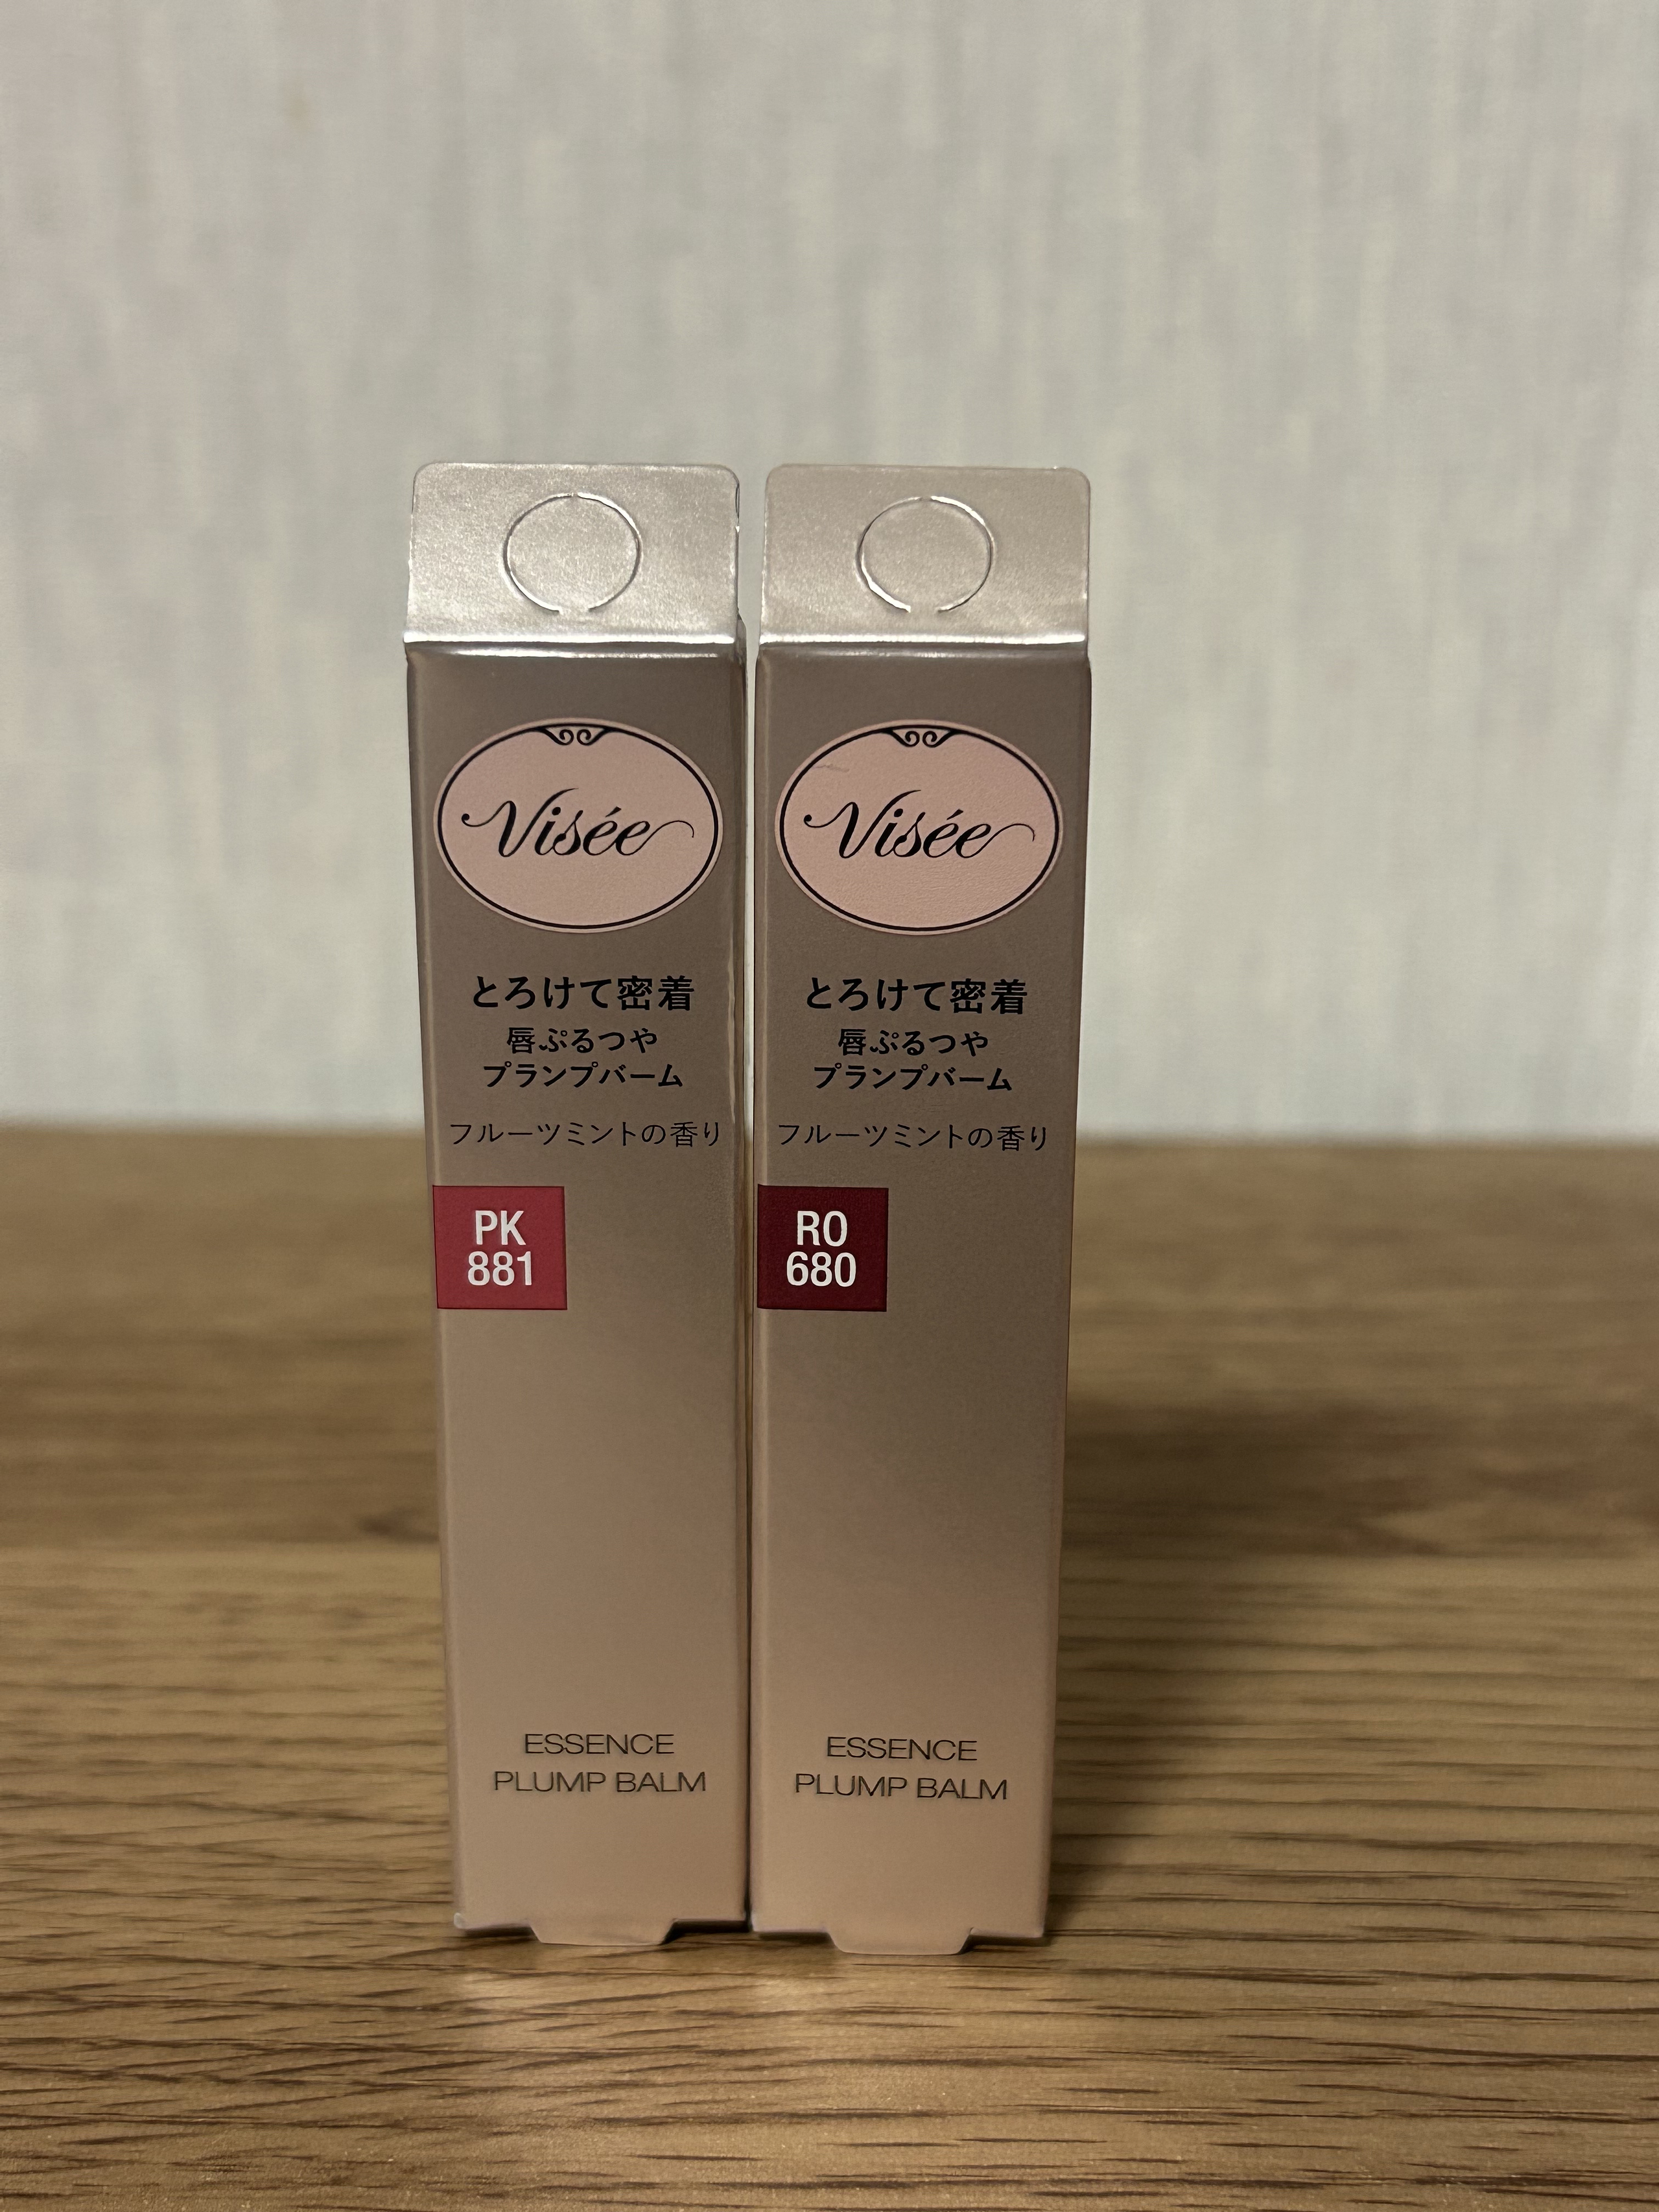 Visée
とろけて密着
唇ぷるつや
プランプバーム
フルーツミントの香り
PK
881
ESSENCE
PLUMP BALM
Visée
とろけて密着
唇ぷるつや
プランプバーム
フルーツミントの香り
RO
680
ESSENCE
PLUMP BALM